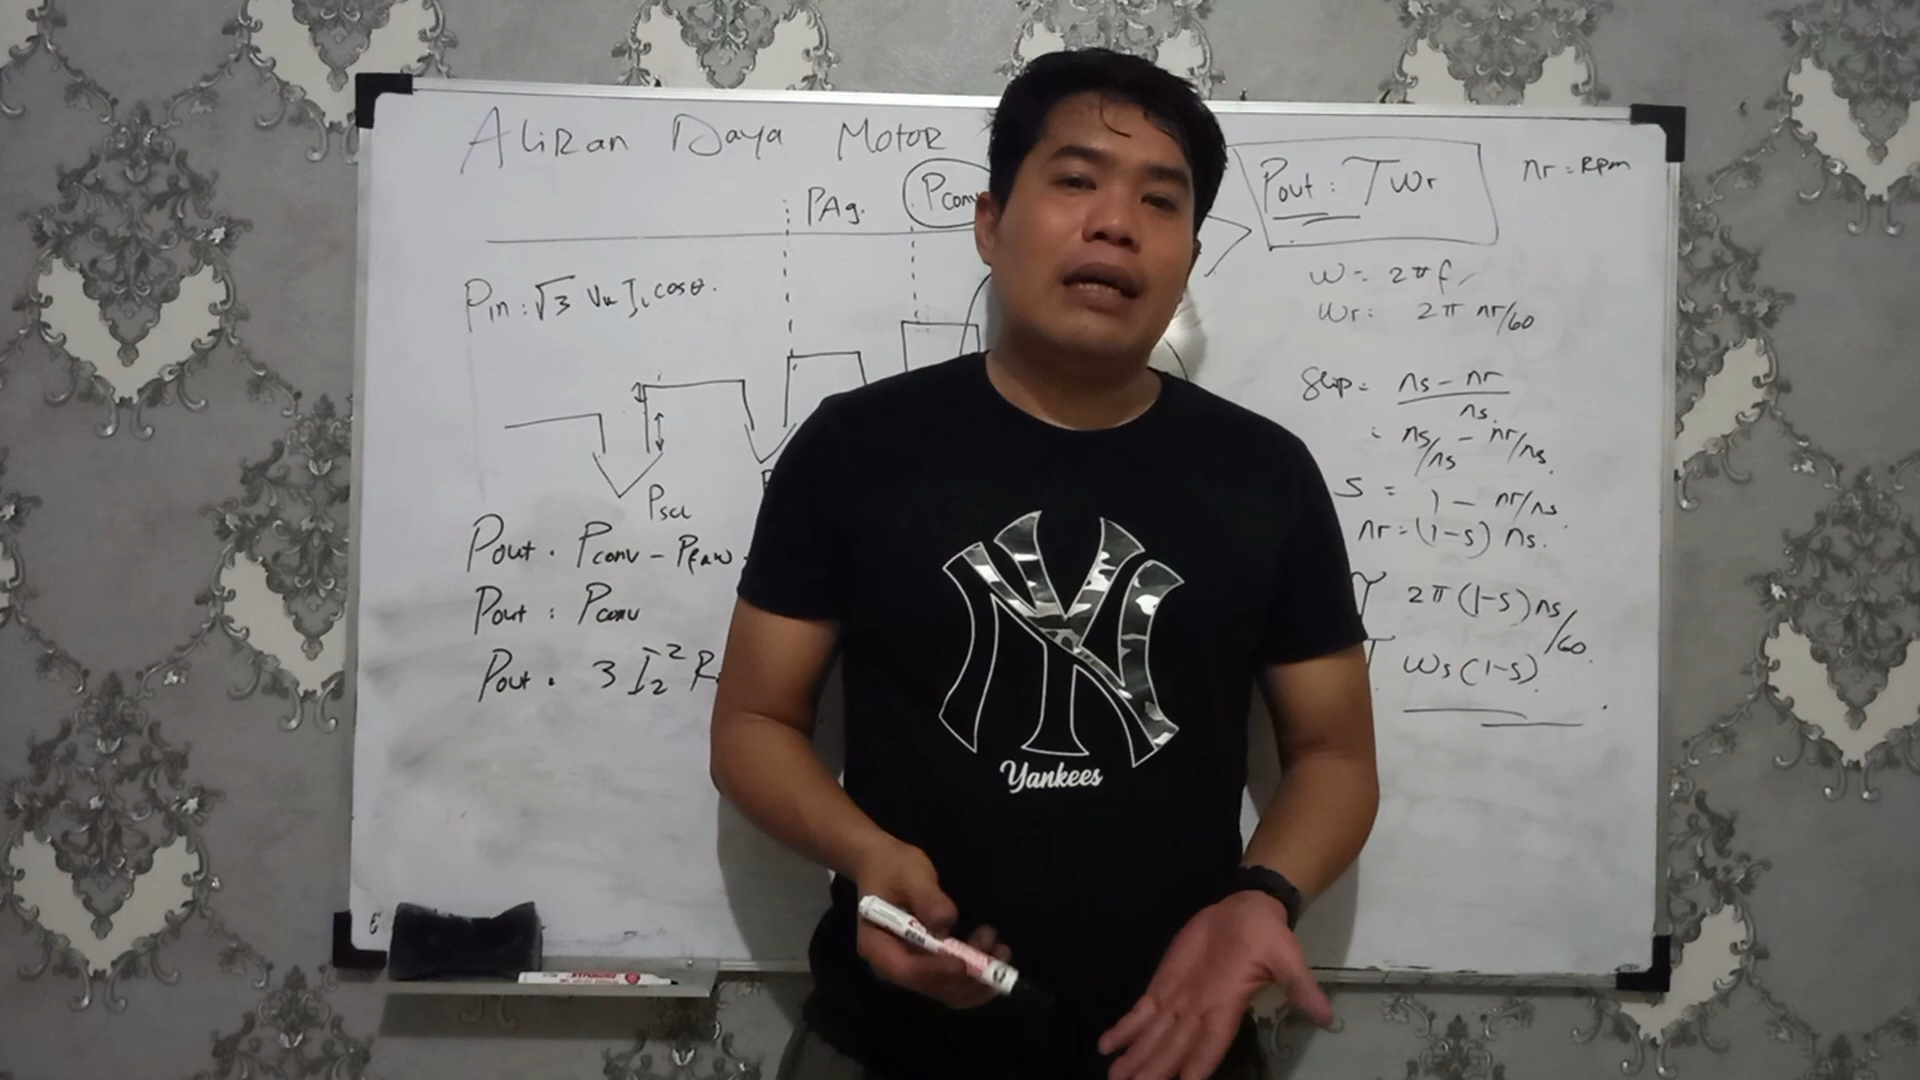 Aliran Daya Motor
PAg.
Pconv
Pout : Tωr
nr = RPM
Pin : √3 VL IL cosθ.
ω = 2πf
ωr : 2π nr/60
Slip = ns - nr / ns
: ns/ns - nr/ns.
S = 1 - nr/ns.
nr = (1-s) ns.
Pscl
Pout . Pconv - Pf&w
Pout : Pconv
Pout . 3 I₂² R
2π (1-s) ns/60.
ωs (1-s)
NY
Yankees